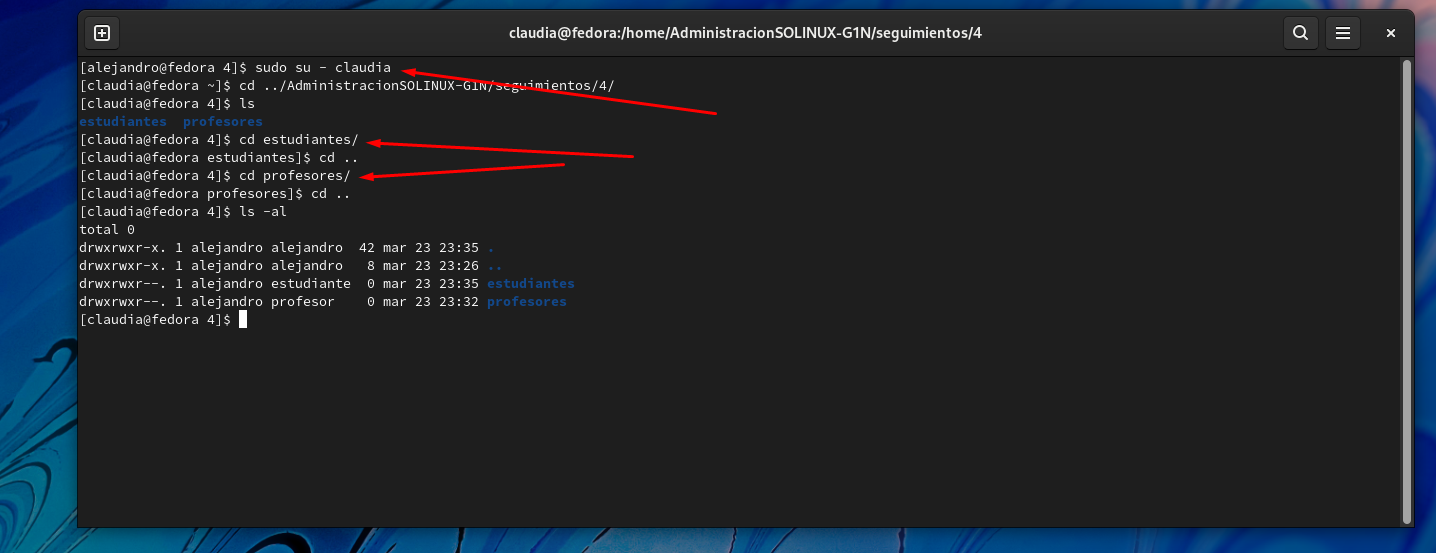 claudia@fedora:/home/AdministracionSOLINUX-G1N/seguimientos/4
[alejandro@fedora 4]$ sudo su - claudia
[claudia@fedora ~]$ cd ../AdministracionSOLINUX-G1N/seguimientos/4/
[claudia@fedora 4]$ ls
estudiantes  profesores
[claudia@fedora 4]$ cd estudiantes/
[claudia@fedora estudiantes]$ cd ..
[claudia@fedora 4]$ cd profesores/
[claudia@fedora profesores]$ cd ..
[claudia@fedora 4]$ ls -al
total 0
drwxrwxr-x. 1 alejandro alejandro  42 mar 23 23:35 .
drwxrwxr-x. 1 alejandro alejandro   8 mar 23 23:26 ..
drwxrwxr--. 1 alejandro estudiante  0 mar 23 23:35 estudiantes
drwxrwxr--. 1 alejandro profesor    0 mar 23 23:32 profesores
[claudia@fedora 4]$